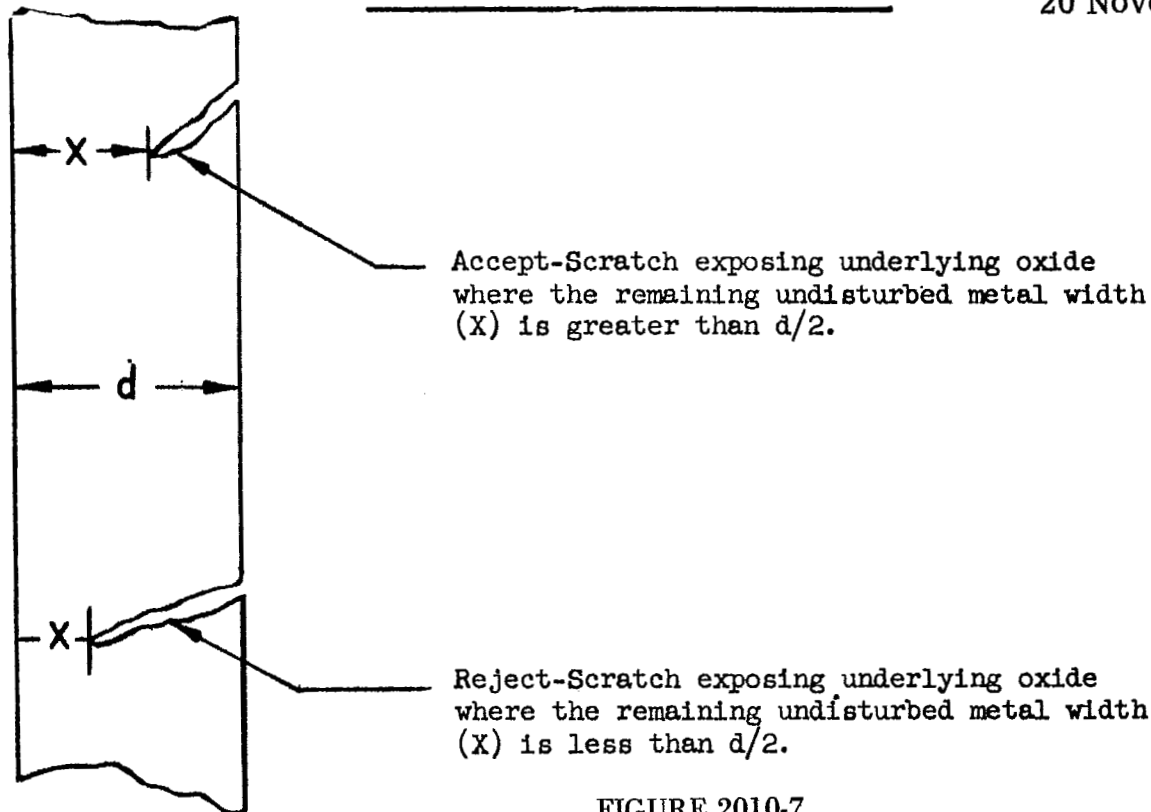 20 Nove
X
Accept-Scratch exposing underlying oxide
where the remaining undisturbed metal width
(X) is greater than d/2.
d
X
Reject-Scratch exposing underlying oxide
where the remaining undisturbed metal width
(X) is less than d/2.
FIGURE 2010-7